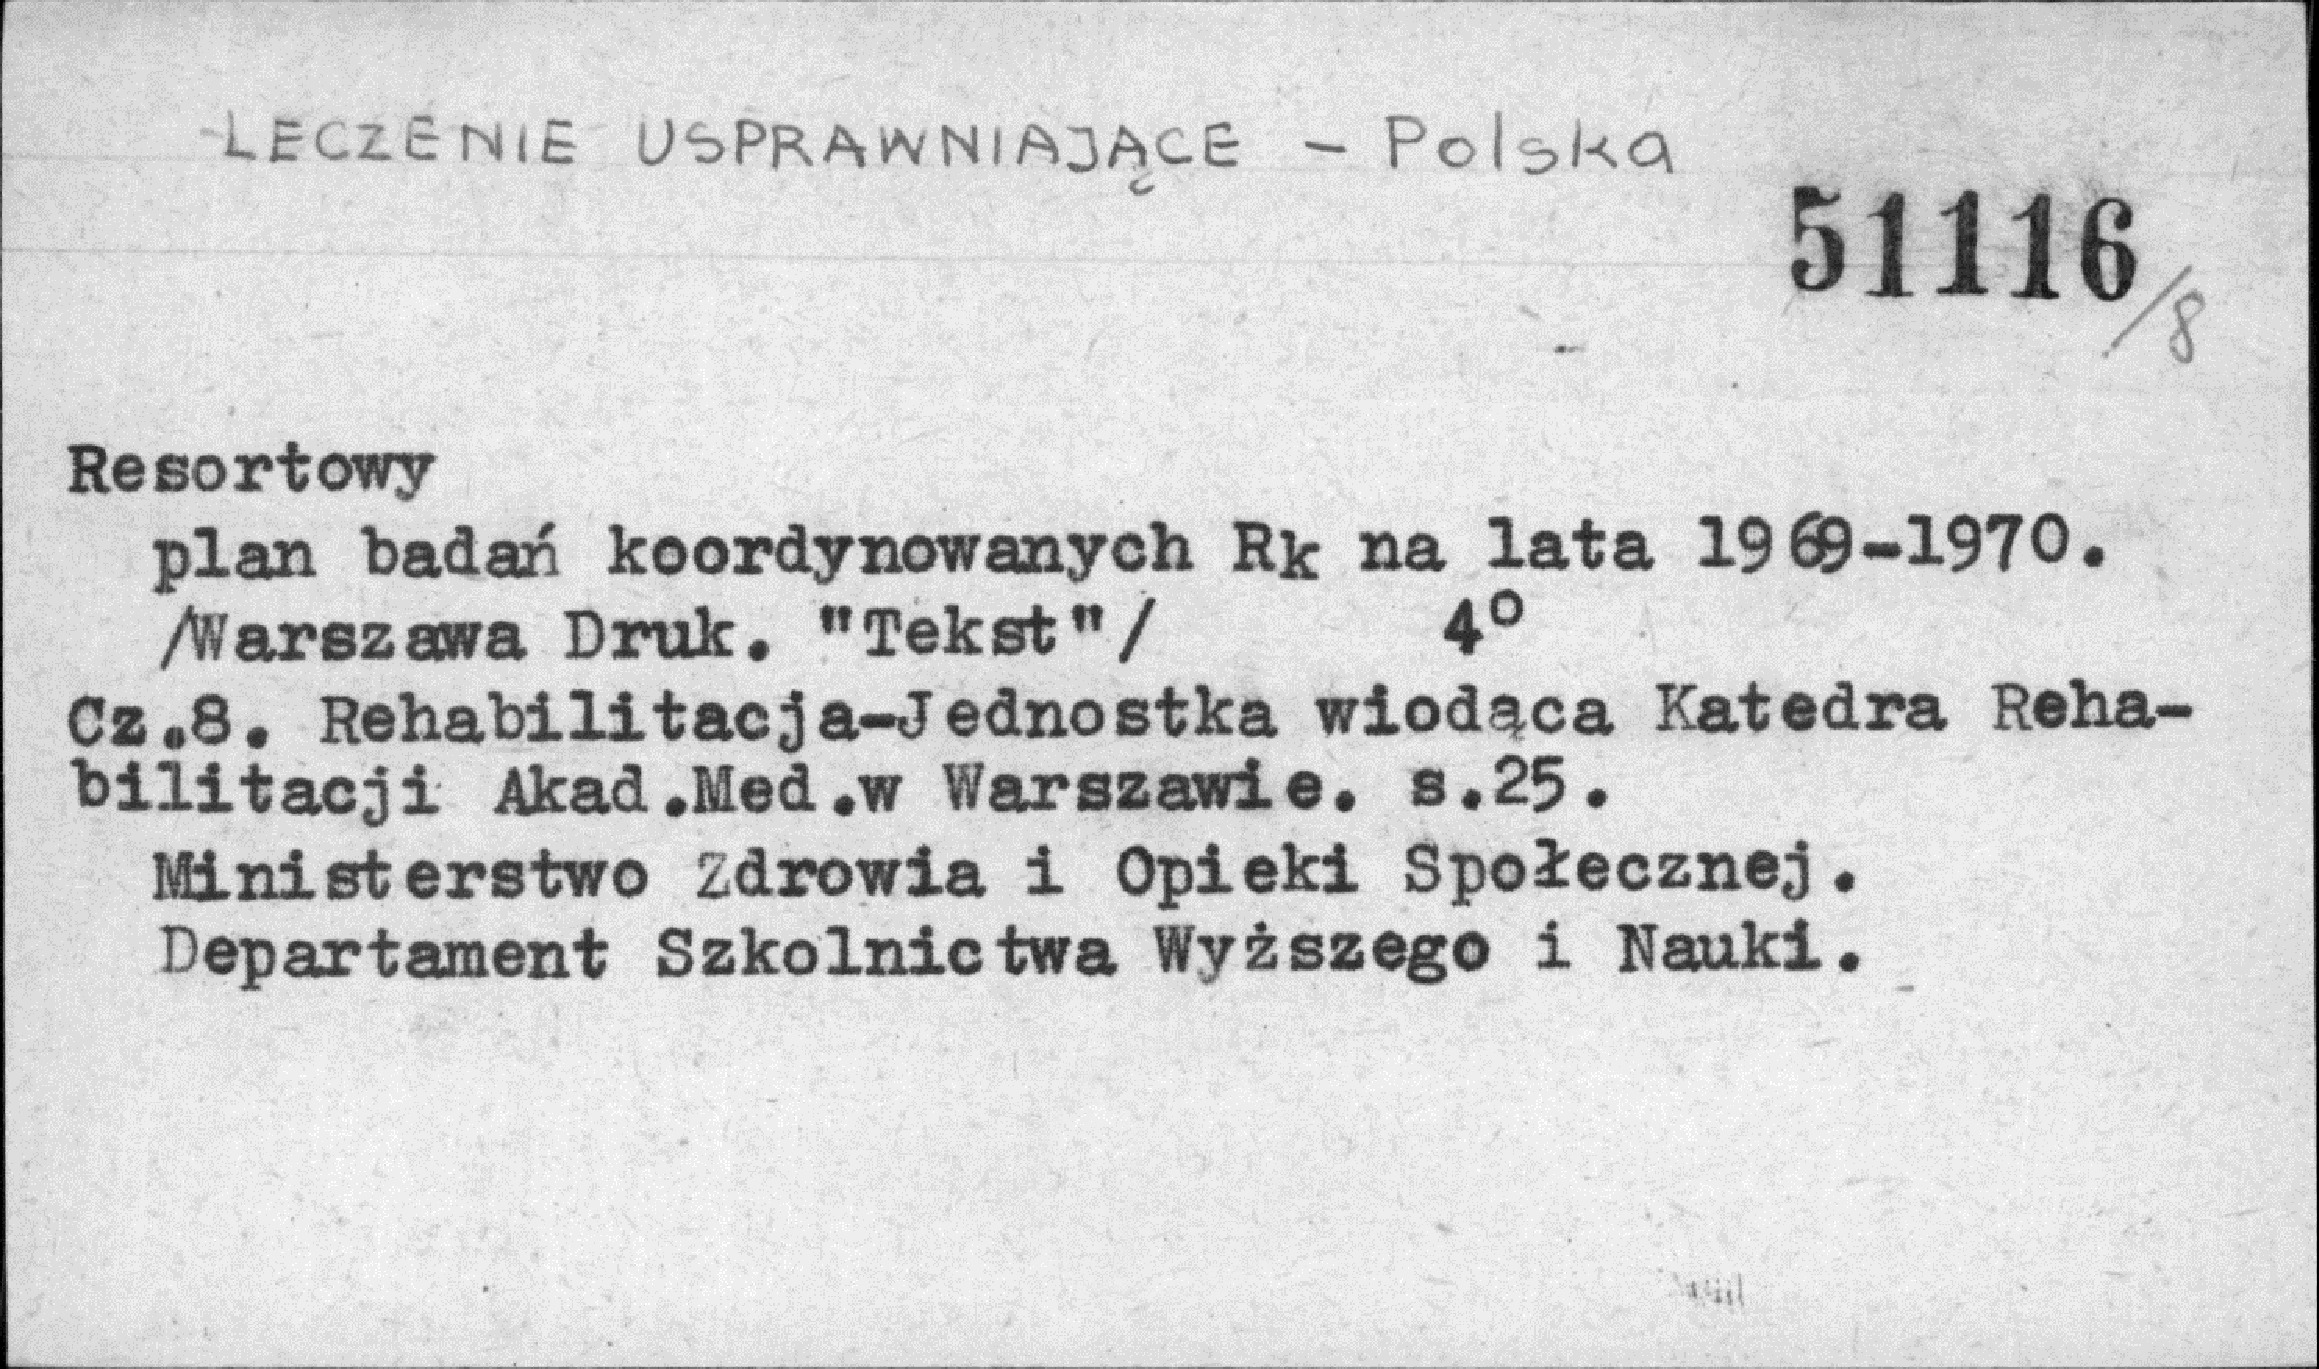 LECZENIE USPRAWNIAJĄCE - Polska
51116/8
Resortowy
plan badań koordynowanych Rk na lata 1969-1970.
/Warszawa Druk. "Tekst"/ 4°
Cz.8. Rehabilitacja-Jednostka wiodąca Katedra Reha-
bilitacji Akad.Med.w Warszawie. s.25.
Ministerstwo Zdrowia i Opieki Społecznej.
Departament Szkolnictwa Wyższego i Nauki.